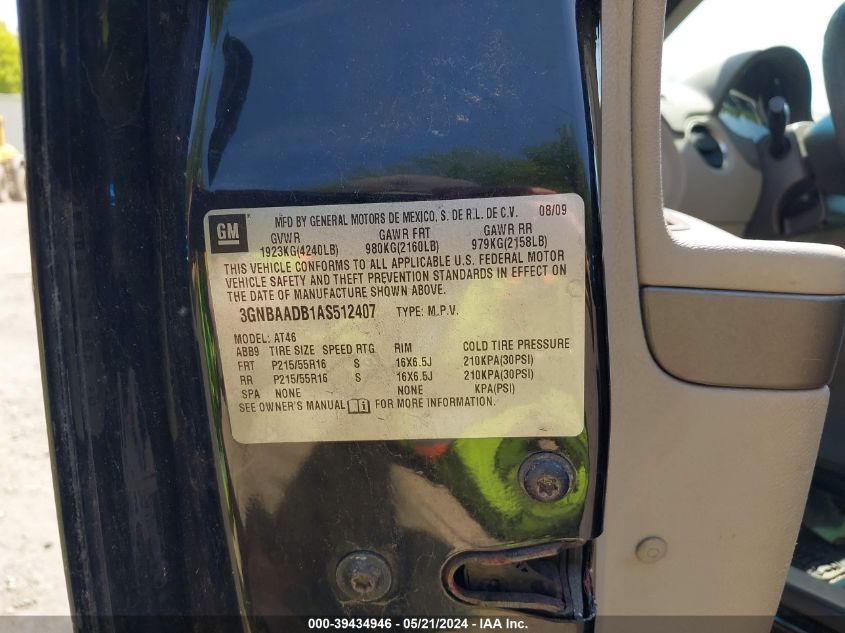 GM
MFD BY GENERAL MOTORS DE MEXICO, S. DE R.L. DE C.V. 08/09
GVWR GAWR FRT GAWR RR
1923KG(4240LB) 980KG(2160LB) 979KG(2158LB)
THIS VEHICLE CONFORMS TO ALL APPLICABLE U.S. FEDERAL MOTOR
VEHICLE SAFETY AND THEFT PREVENTION STANDARDS IN EFFECT ON
THE DATE OF MANUFACTURE SHOWN ABOVE.
3GNBAADB1AS512407 TYPE: M.P.V.
MODEL: AT46
ABB9 TIRE SIZE SPEED RTG RIM COLD TIRE PRESSURE
FRT P215/55R16 S 16X6.5J 210KPA(30PSI)
RR P215/55R16 S 16X6.5J 210KPA(30PSI)
SPA NONE NONE KPA(PSI)
SEE OWNER'S MANUAL FOR MORE INFORMATION.
000-39434946 - 05/21/2024 - IAA Inc.